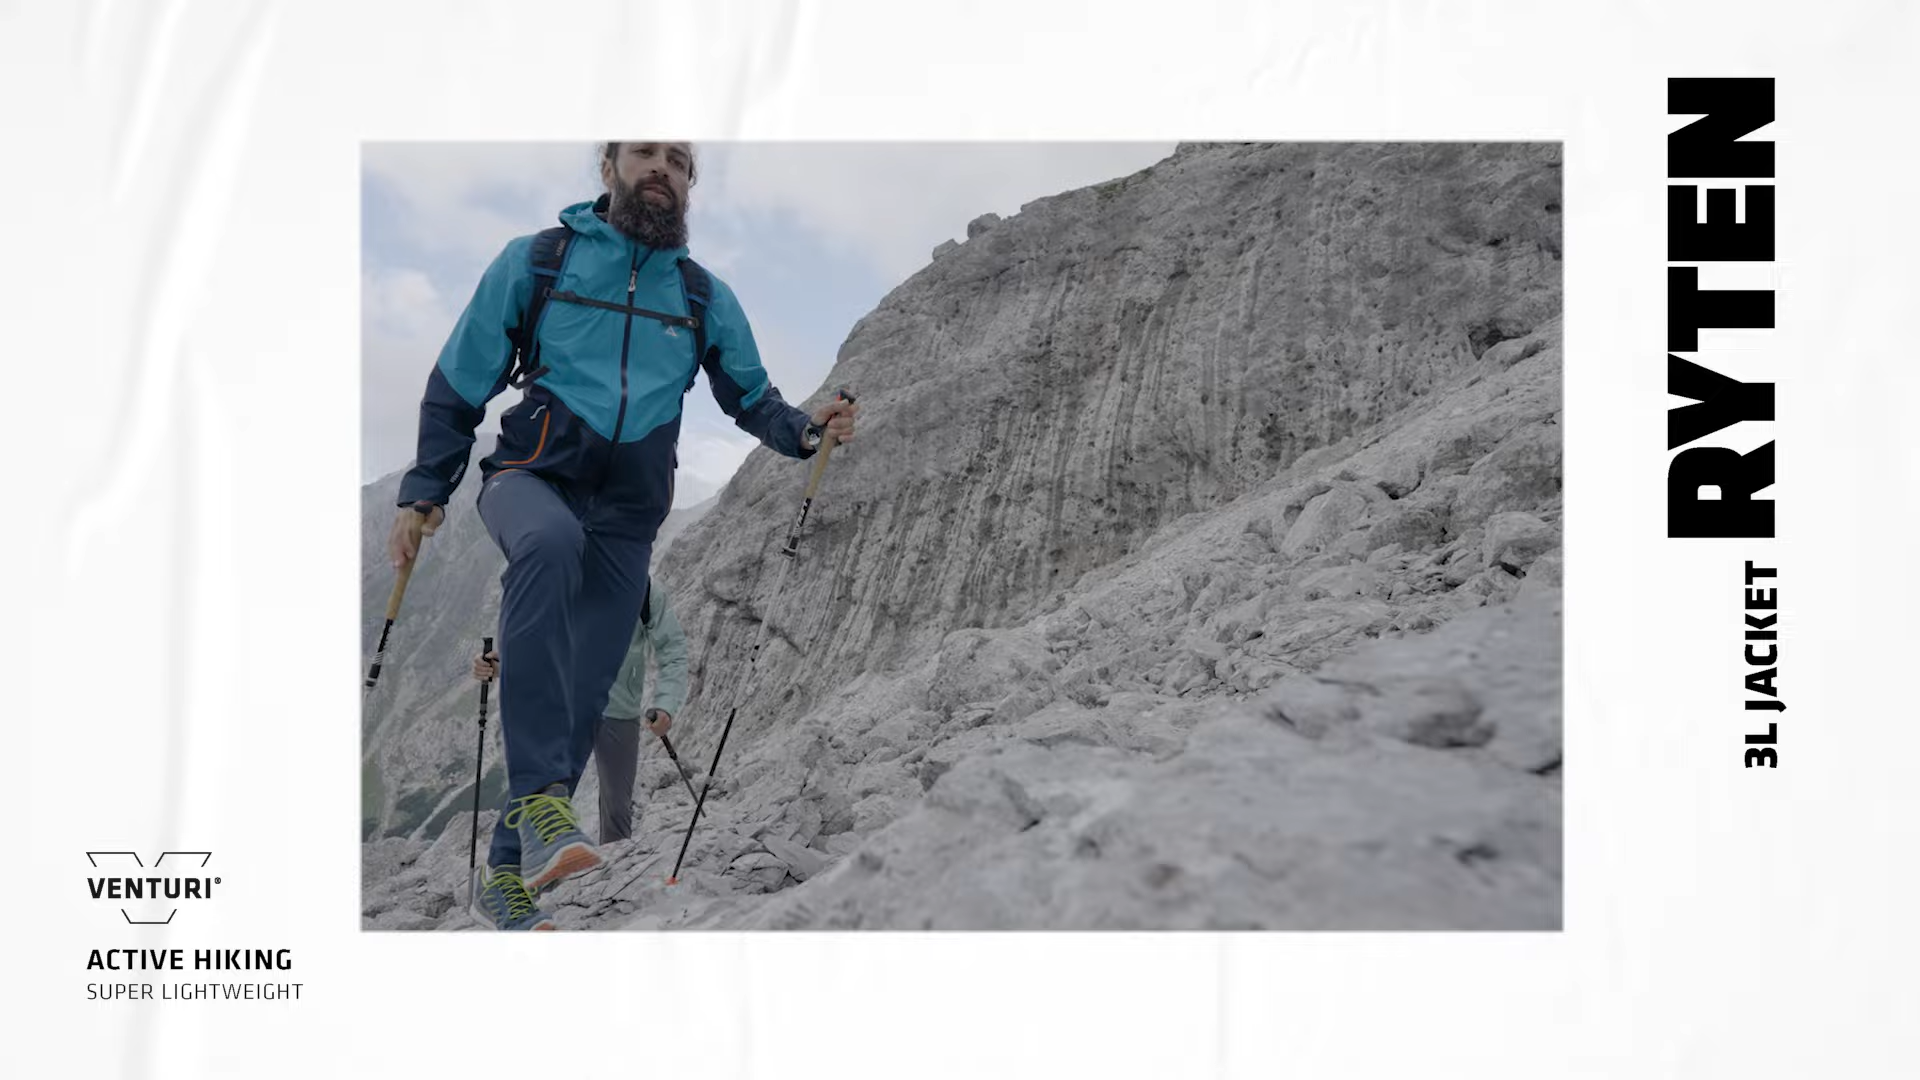 RYTEN
3L JACKET
VENTURI®
ACTIVE HIKING
SUPER LIGHTWEIGHT